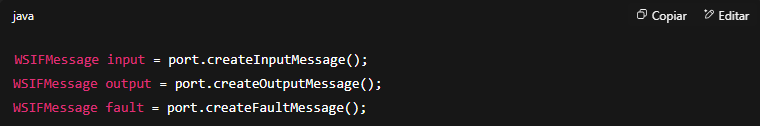 java
Copiar
Editar
WSIFMessage input = port.createInputMessage();
WSIFMessage output = port.createOutputMessage();
WSIFMessage fault = port.createFaultMessage();